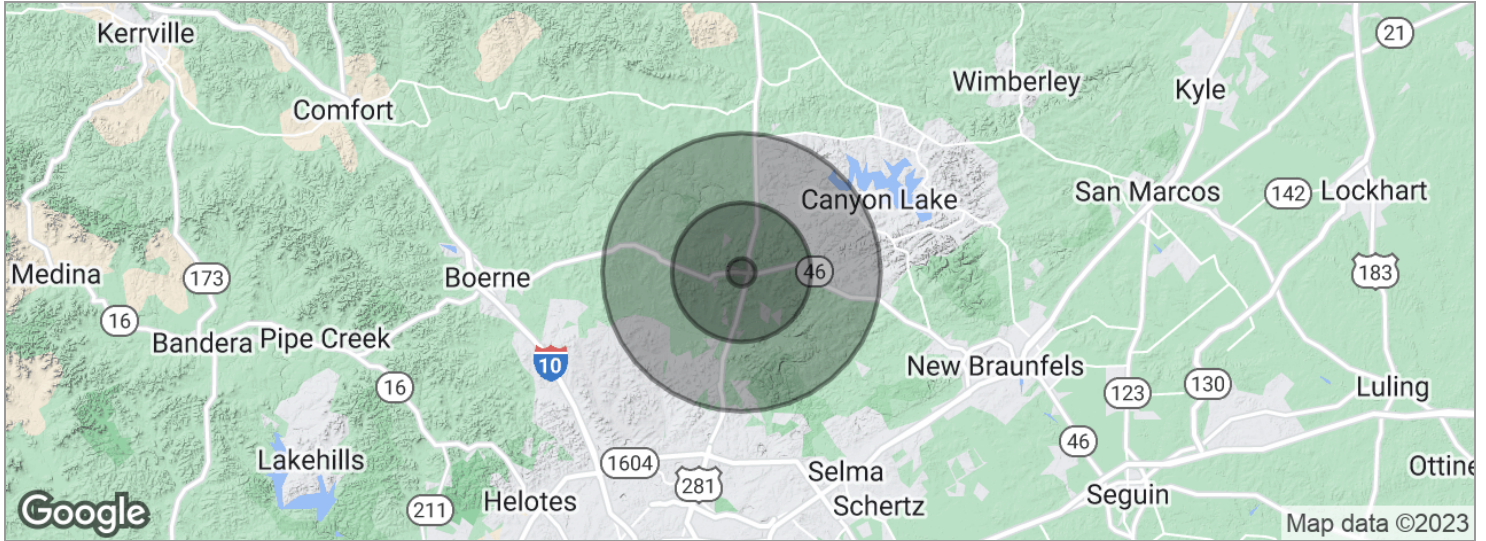 Kerrville
21
Wimberley
Kyle
Comfort
Canyon Lake
San Marcos
142
Lockhart
Medina
173
Boerne
46
183
16
Bandera
Pipe Creek
10
New Braunfels
16
123
130
Luling
46
Lakehills
1604
281
Selma
Ottine
Helotes
Schertz
Seguin
211
Google
Map data ©2023